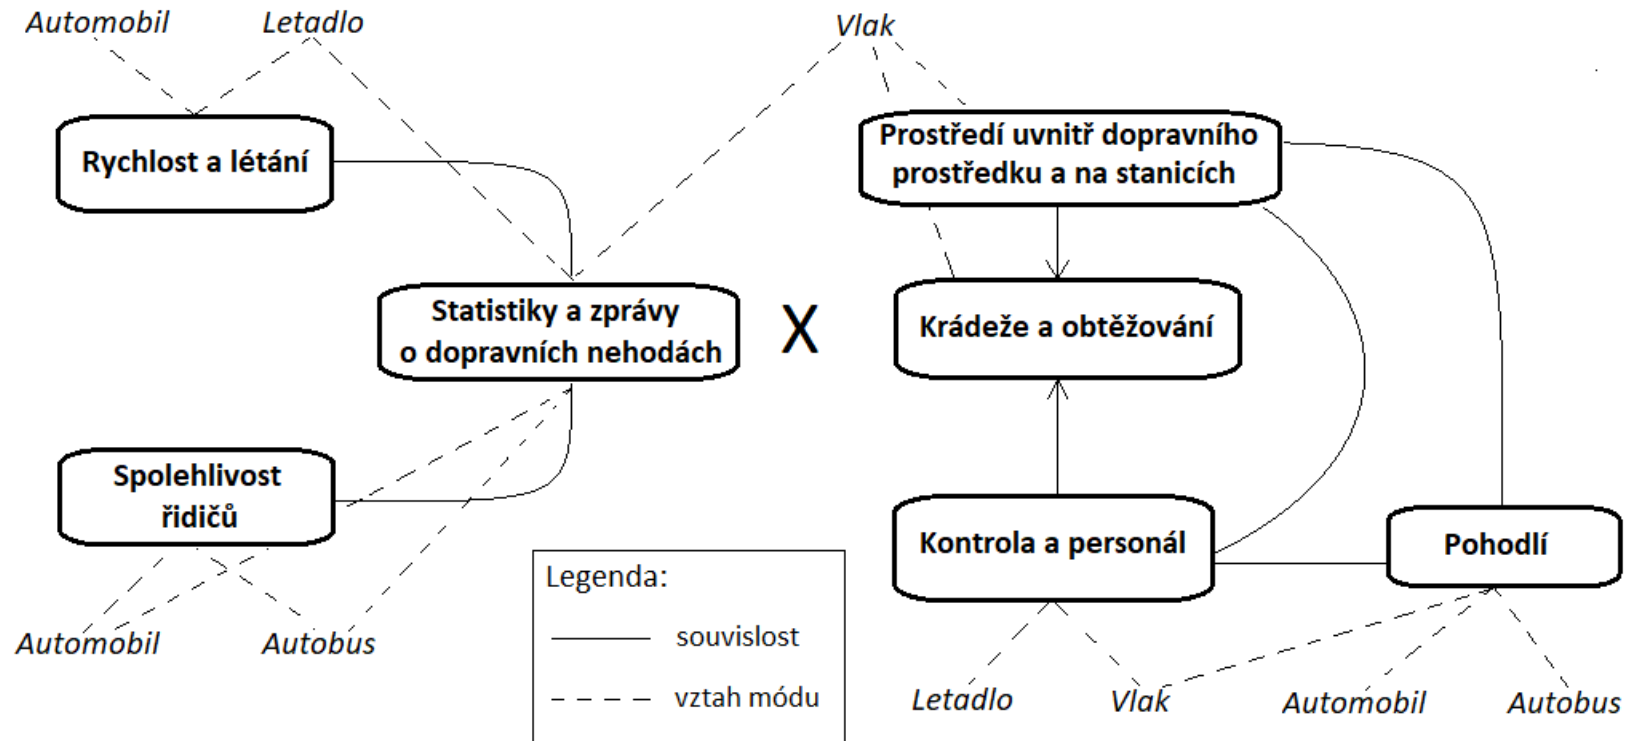 Automobil
Letadlo
Vlak
Rychlost a létání
Prostředí uvnitř dopravního
prostředku a na stanicích
Statistiky a zprávy
o dopravních nehodách
X
Krádeže a obtěžování
Spolehlivost
řidičů
Kontrola a personál
Pohodlí
Automobil
Autobus
Legenda:
souvislost
vztah módu
Letadlo
Vlak
Automobil
Autobus